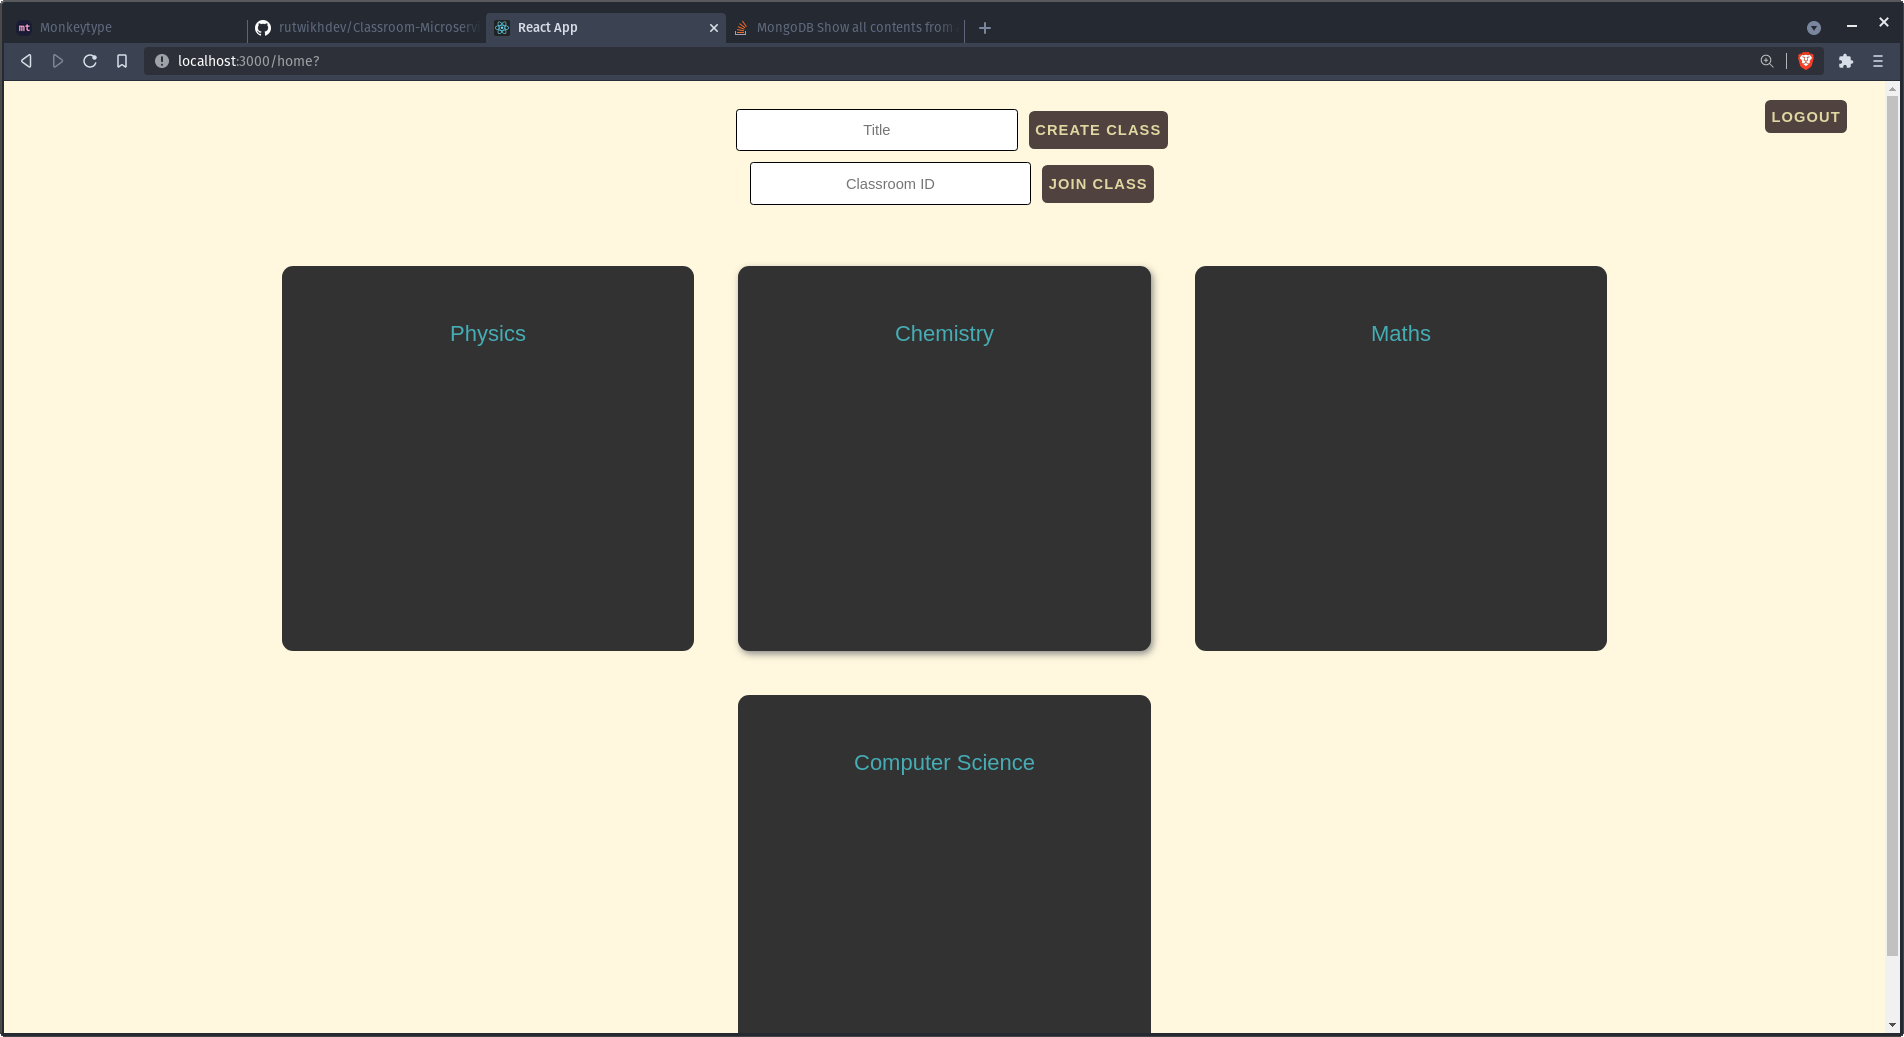 mt Monkeytype
rutwikhdev/Classroom-Microserv
React App
MongoDB Show all contents from
localhost:3000/home?
LOGOUT
Title
CREATE CLASS
Classroom ID
JOIN CLASS
Physics
Chemistry
Maths
Computer Science